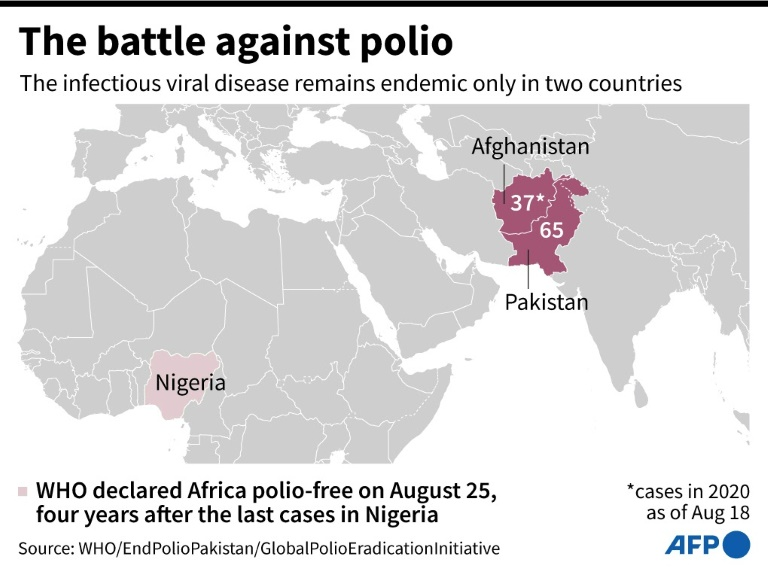 The battle against polio
The infectious viral disease remains endemic only in two countries
Afghanistan
37*
65
Pakistan
Nigeria
WHO declared Africa polio-free on August 25,
four years after the last cases in Nigeria
*cases in 2020
as of Aug 18
Source: WHO/EndPolioPakistan/GlobalPolioEradicationInitiative
AFP